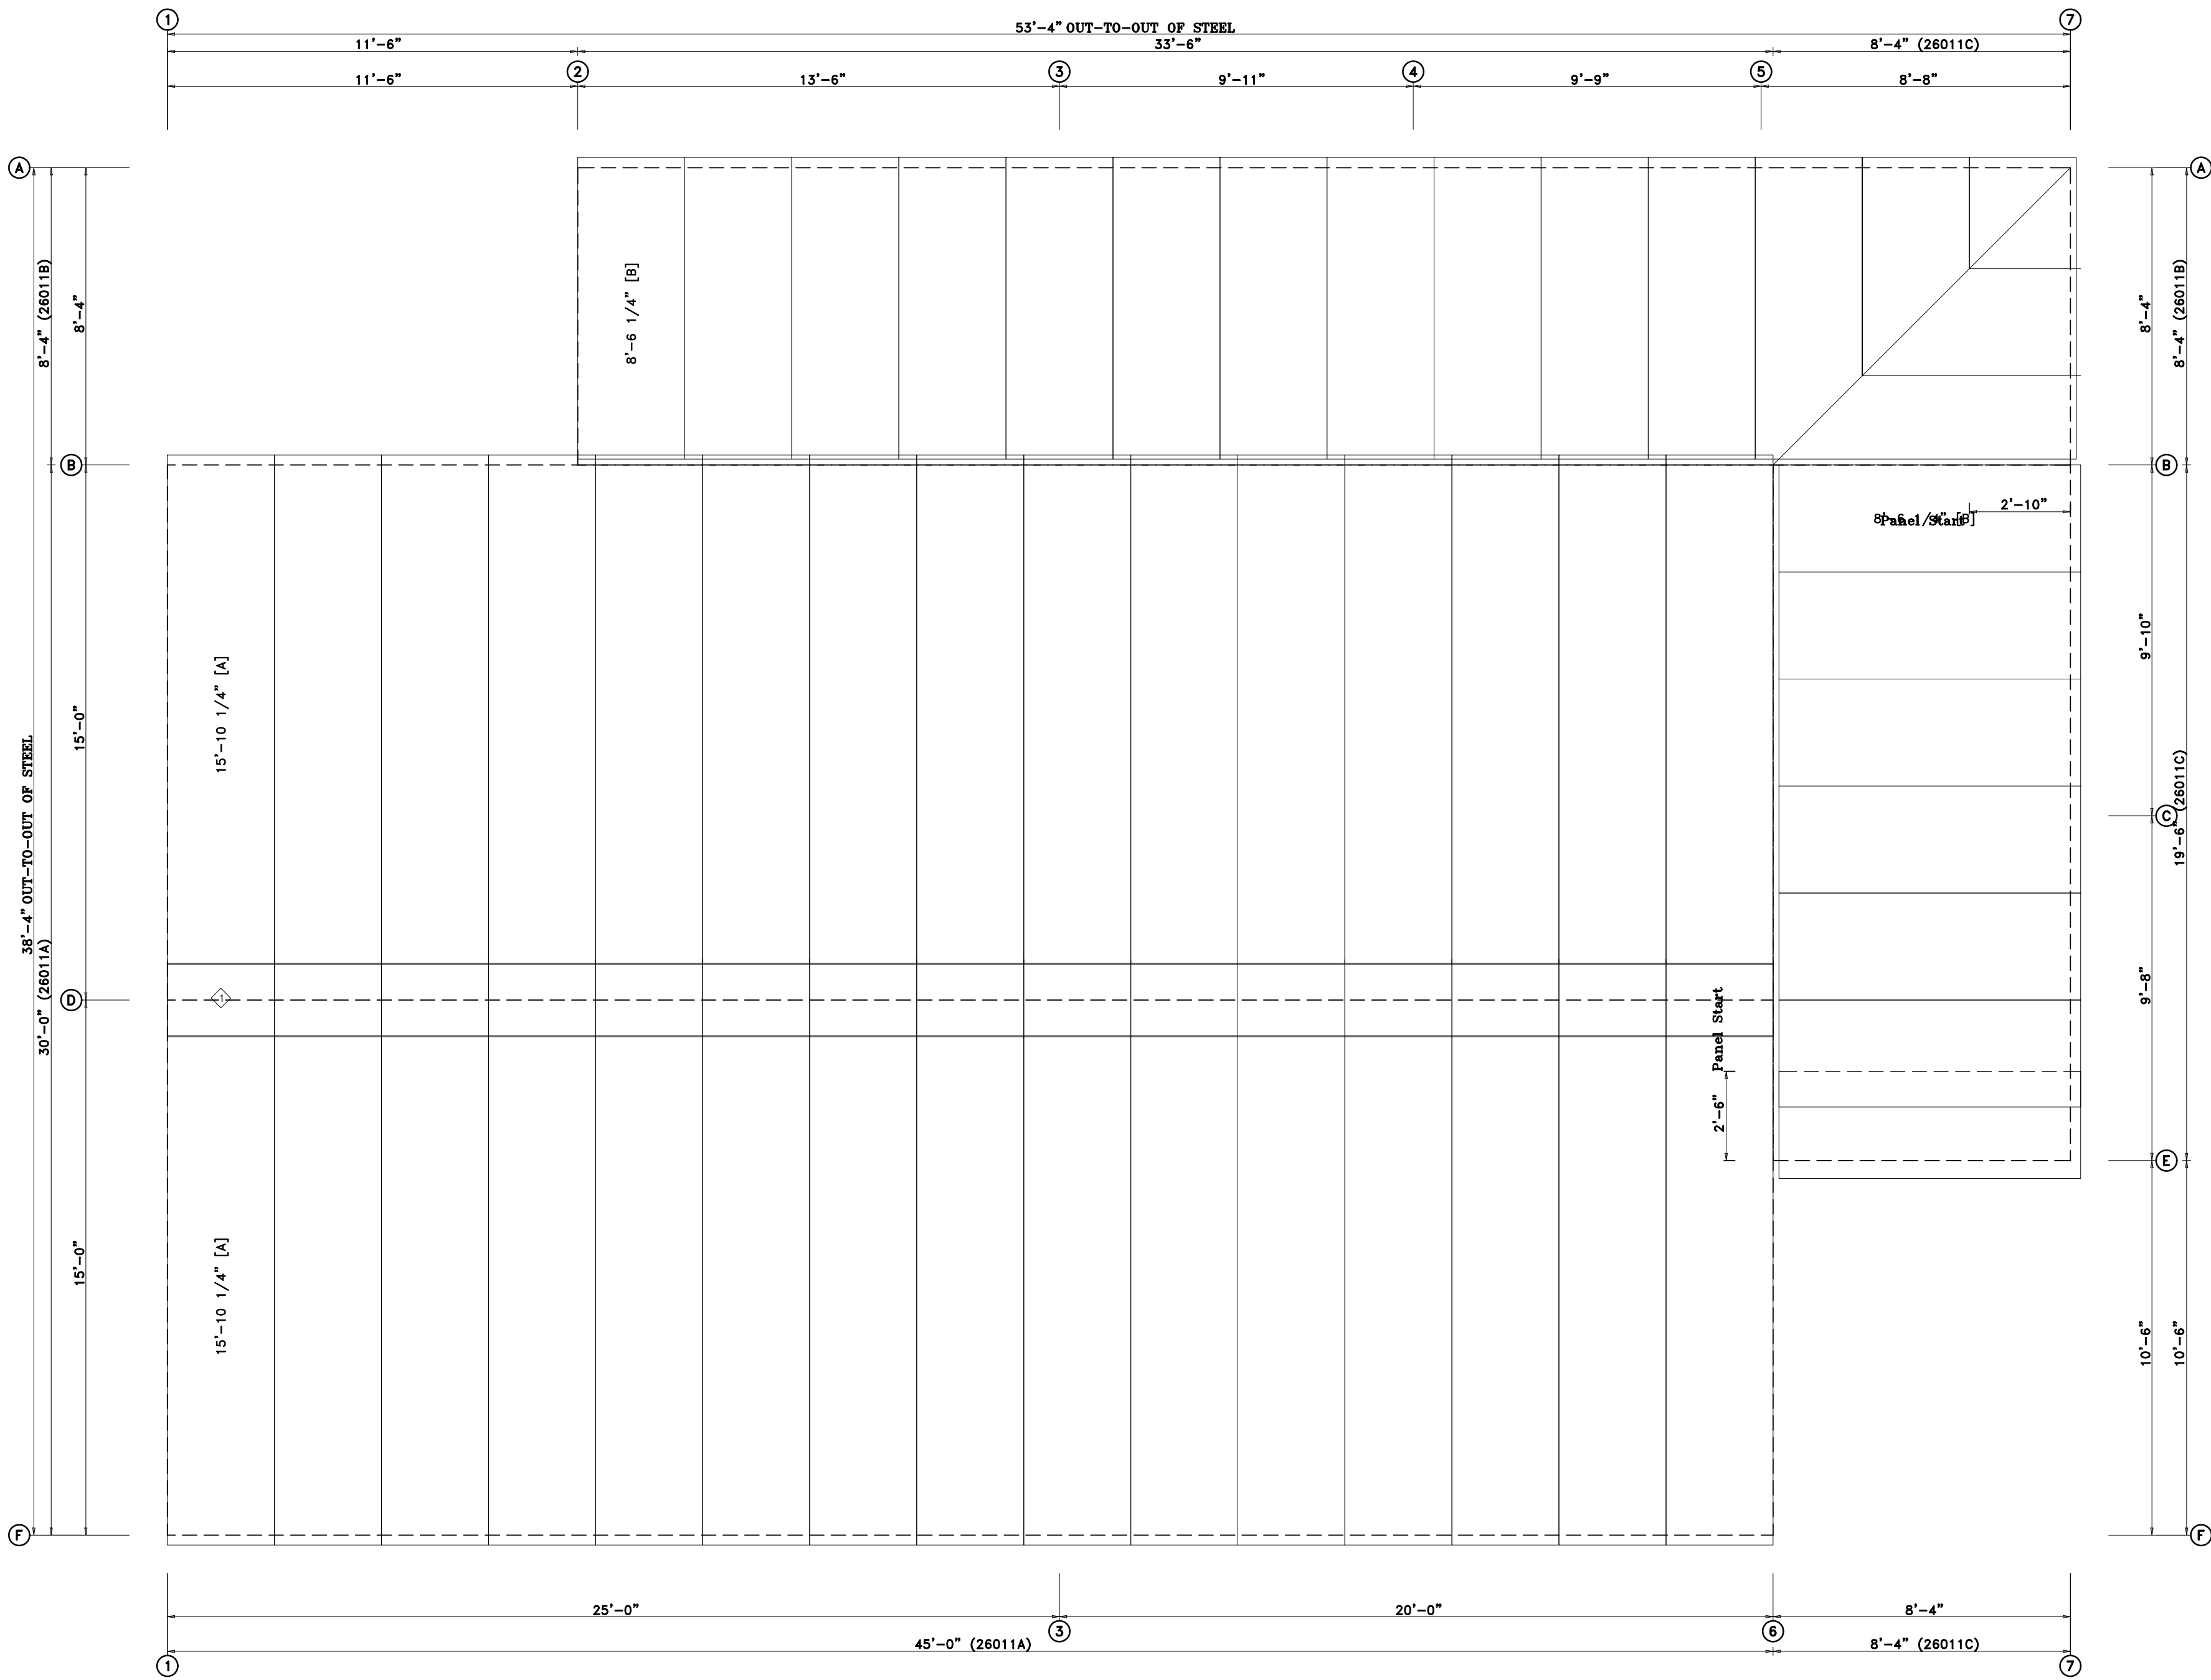 1
7
53'-4" OUT-TO-OUT OF STEEL
11'-6"
33'-6"
8'-4" (26011C)
2
3
4
5
11'-6"
13'-6"
9'-11"
9'-9"
8'-8"
A
A
8'-4" (26011B)
8'-4"
8'-6 1/4" [B]
8'-4"
8'-4" (26011B)
B
B
2'-10"
8'-6 1/4" [B]
Panel Start
15'-10 1/4" [A]
15'-0"
9'-10"
38'-4" OUT-TO-OUT OF STEEL
30'-0" (26011A)
C
19'-6" (26011C)
D
1
Panel Start
2'-6"
9'-8"
E
15'-0"
15'-10 1/4" [A]
10'-6"
10'-6"
F
F
25'-0"
20'-0"
8'-4"
3
6
45'-0" (26011A)
8'-4" (26011C)
1
7